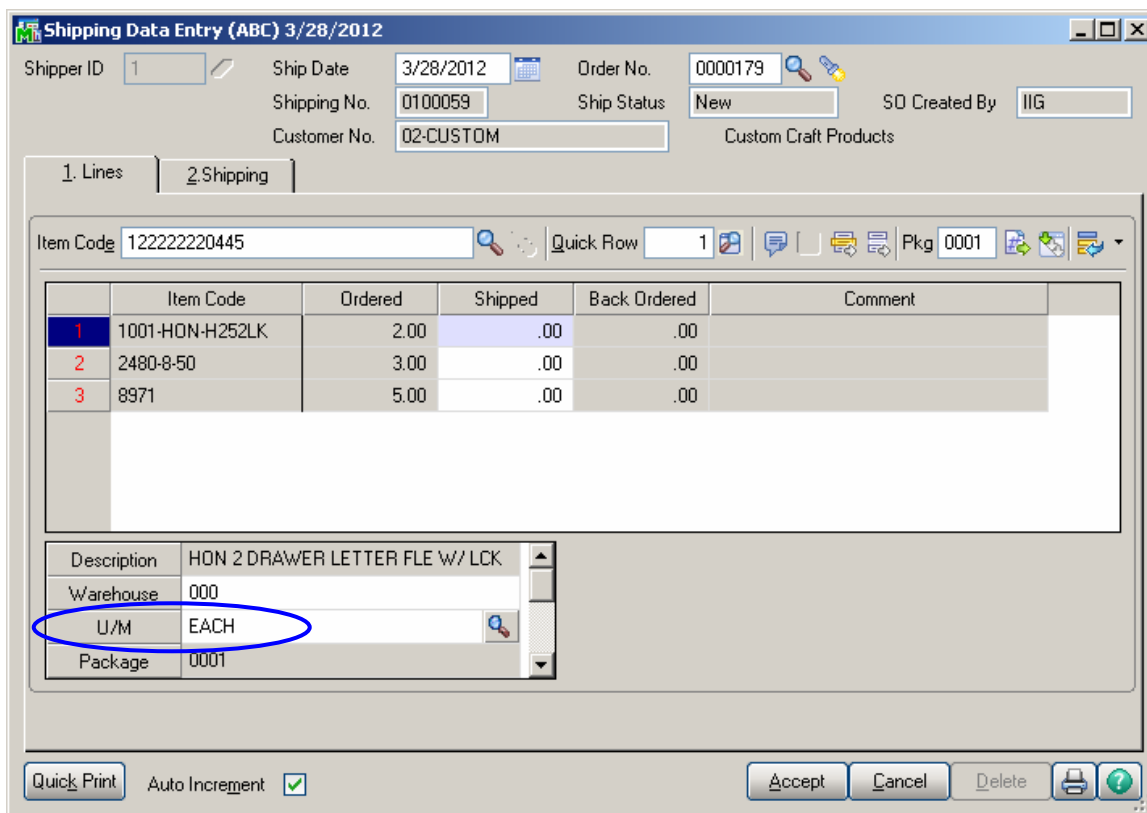 Shipping Data Entry (ABC) 3/28/2012
Shipper ID 1 Ship Date 3/28/2012 Order No. 0000179
Shipping No. 0100059 Ship Status New SO Created By IIG
Customer No. 02-CUSTOM Custom Craft Products
1. Lines 2.Shipping
Item Code 122222220445 Quick Row 1 Pkg 0001
Item Code Ordered Shipped Back Ordered Comment
1 1001-HON-H252LK 2.00 .00 .00
2 2480-8-50 3.00 .00 .00
3 8971 5.00 .00 .00
Description HON 2 DRAWER LETTER FLE W/ LCK
Warehouse 000
U/M EACH
Package 0001
Quick Print Auto Increment Accept Cancel Delete